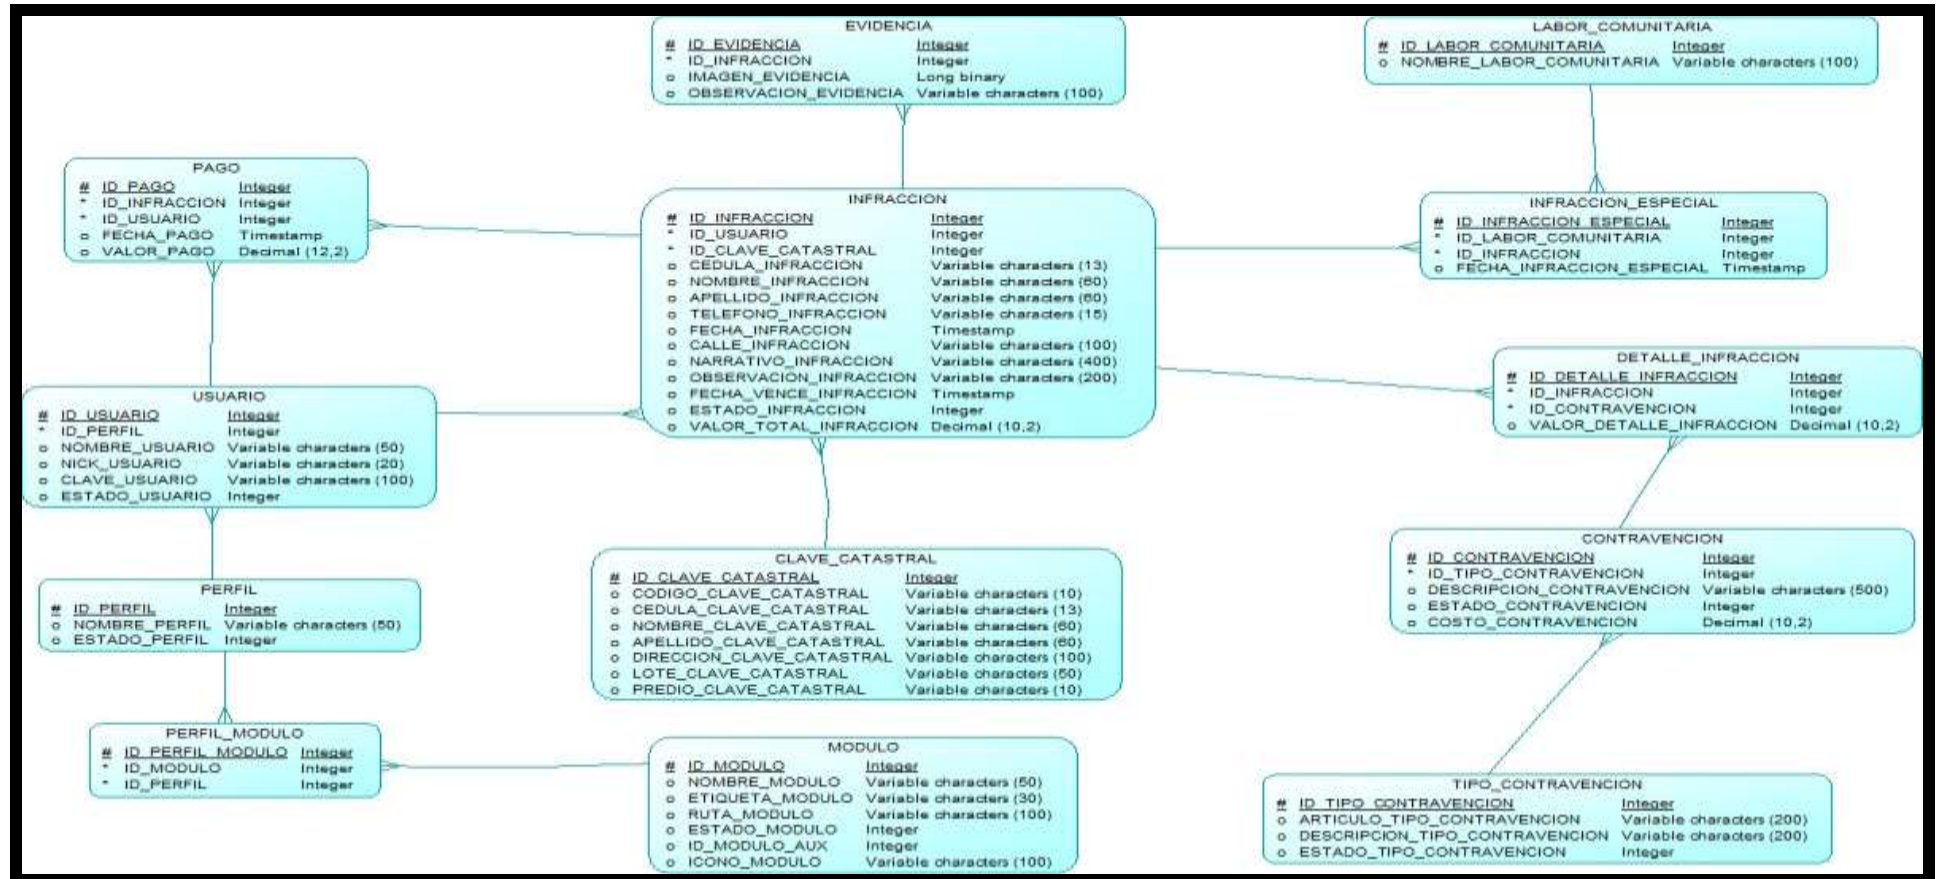 EVIDENCIA
# ID_EVIDENCIA Integer
* ID_INFRACCION Integer
o IMAGEN_EVIDENCIA Long binary
o OBSERVACION_EVIDENCIA Variable characters (100)
LABOR_COMUNITARIA
# ID_LABOR_COMUNITARIA Integer
o NOMBRE_LABOR_COMUNITARIA Variable characters (100)
PAGO
# ID_PAGO Integer
* ID_INFRACCION Integer
* ID_USUARIO Integer
o FECHA_PAGO Timestamp
o VALOR_PAGO Decimal (12,2)
INFRACCION
# ID_INFRACCION Integer
* ID_USUARIO Integer
* ID_CLAVE_CATASTRAL Integer
o CEDULA_INFRACCION Variable characters (13)
o NOMBRE_INFRACCION Variable characters (60)
o APELLIDO_INFRACCION Variable characters (60)
o TELEFONO_INFRACCION Variable characters (15)
o FECHA_INFRACCION Timestamp
o CALLE_INFRACCION Variable characters (100)
o NARRATIVO_INFRACCION Variable characters (400)
o OBSERVACION_INFRACCION Variable characters (200)
o FECHA_VENCE_INFRACCION Timestamp
o ESTADO_INFRACCION Integer
o VALOR_TOTAL_INFRACCION Decimal (10,2)
INFRACCION_ESPECIAL
# ID_INFRACCION_ESPECIAL Integer
* ID_LABOR_COMUNITARIA Integer
* ID_INFRACCION Integer
o FECHA_INFRACCION_ESPECIAL Timestamp
DETALLE_INFRACCION
# ID_DETALLE_INFRACCION Integer
* ID_INFRACCION Integer
* ID_CONTRAVENCION Integer
o VALOR_DETALLE_INFRACCION Decimal (10,2)
USUARIO
# ID_USUARIO Integer
* ID_PERFIL Integer
o NOMBRE_USUARIO Variable characters (50)
o NICK_USUARIO Variable characters (20)
o CLAVE_USUARIO Variable characters (100)
o ESTADO_USUARIO Integer
CLAVE_CATASTRAL
# ID_CLAVE_CATASTRAL Integer
o CODIGO_CLAVE_CATASTRAL Variable characters (10)
o CEDULA_CLAVE_CATASTRAL Variable characters (13)
o NOMBRE_CLAVE_CATASTRAL Variable characters (60)
o APELLIDO_CLAVE_CATASTRAL Variable characters (60)
o DIRECCION_CLAVE_CATASTRAL Variable characters (100)
o LOTE_CLAVE_CATASTRAL Variable characters (50)
o PREDIO_CLAVE_CATASTRAL Variable characters (10)
CONTRAVENCION
# ID_CONTRAVENCION Integer
* ID_TIPO_CONTRAVENCION Integer
o DESCRIPCION_CONTRAVENCION Variable characters (500)
o ESTADO_CONTRAVENCION Integer
o COSTO_CONTRAVENCION Decimal (10,2)
PERFIL
# ID_PERFIL Integer
o NOMBRE_PERFIL Variable characters (50)
o ESTADO_PERFIL Integer
PERFIL_MODULO
# ID_PERFIL_MODULO Integer
* ID_MODULO Integer
* ID_PERFIL Integer
MODULO
# ID_MODULO Integer
o NOMBRE_MODULO Variable characters (50)
o ETIQUETA_MODULO Variable characters (30)
o RUTA_MODULO Variable characters (100)
o ESTADO_MODULO Integer
o ID_MODULO_AUX Integer
o ICONO_MODULO Variable characters (100)
TIPO_CONTRAVENCION
# ID_TIPO_CONTRAVENCION Integer
o ARTICULO_TIPO_CONTRAVENCION Variable characters (200)
o DESCRIPCION_TIPO_CONTRAVENCION Variable characters (200)
o ESTADO_TIPO_CONTRAVENCION Integer